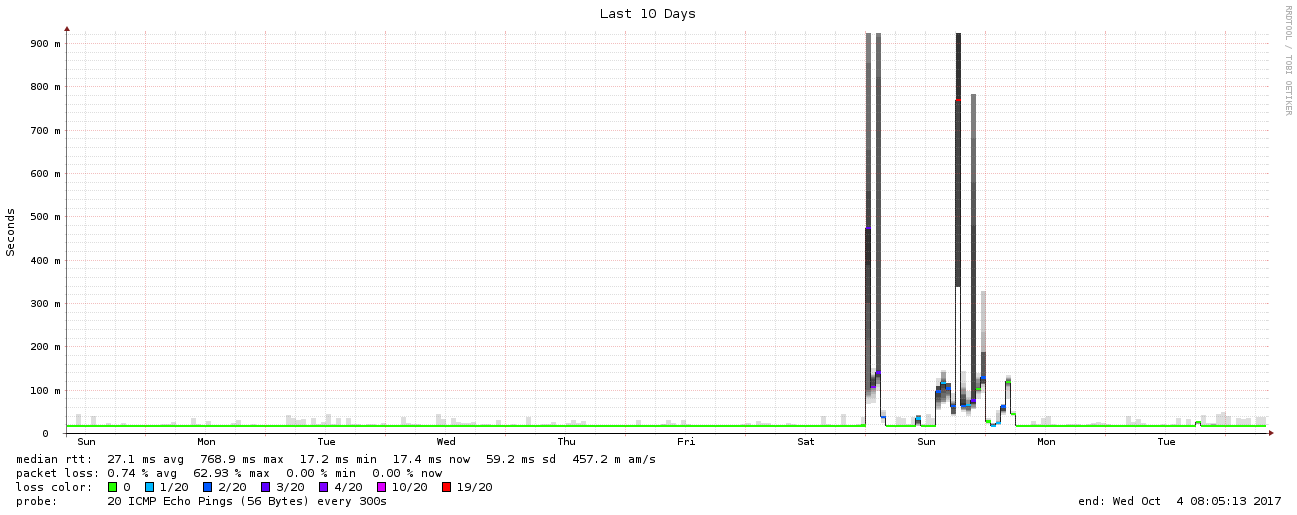 Last 10 Days
RRDTOOL / TOBI OETIKER
Seconds
900 m
800 m
700 m
600 m
500 m
400 m
300 m
200 m
100 m
0
Sun Mon Tue Wed Thu Fri Sat Sun Mon Tue
median rtt: 27.1 ms avg 768.9 ms max 17.2 ms min 17.4 ms now 59.2 ms sd 457.2 m am/s
packet loss: 0.74 % avg 62.93 % max 0.00 % min 0.00 % now
loss color: 0 1/20 2/20 3/20 4/20 10/20 19/20
probe: 20 ICMP Echo Pings (56 Bytes) every 300s end: Wed Oct 4 08:05:13 2017